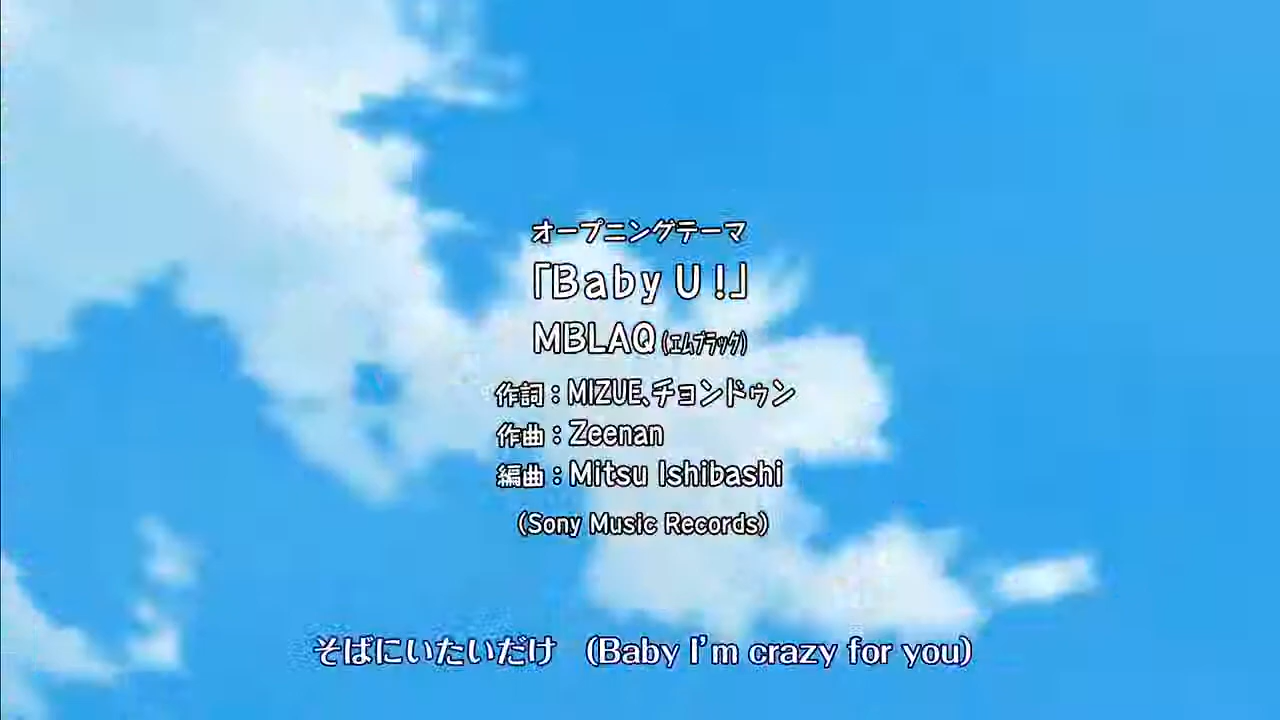 オープニングテーマ
「Baby U!」
MBLAQ(エムブラック)
作詞：MIZUE、チョンドゥン
作曲：Zeenan
編曲：Mitsu Ishibashi
(Sony Music Records)
そばにいたいだけ　(Baby I'm crazy for you)